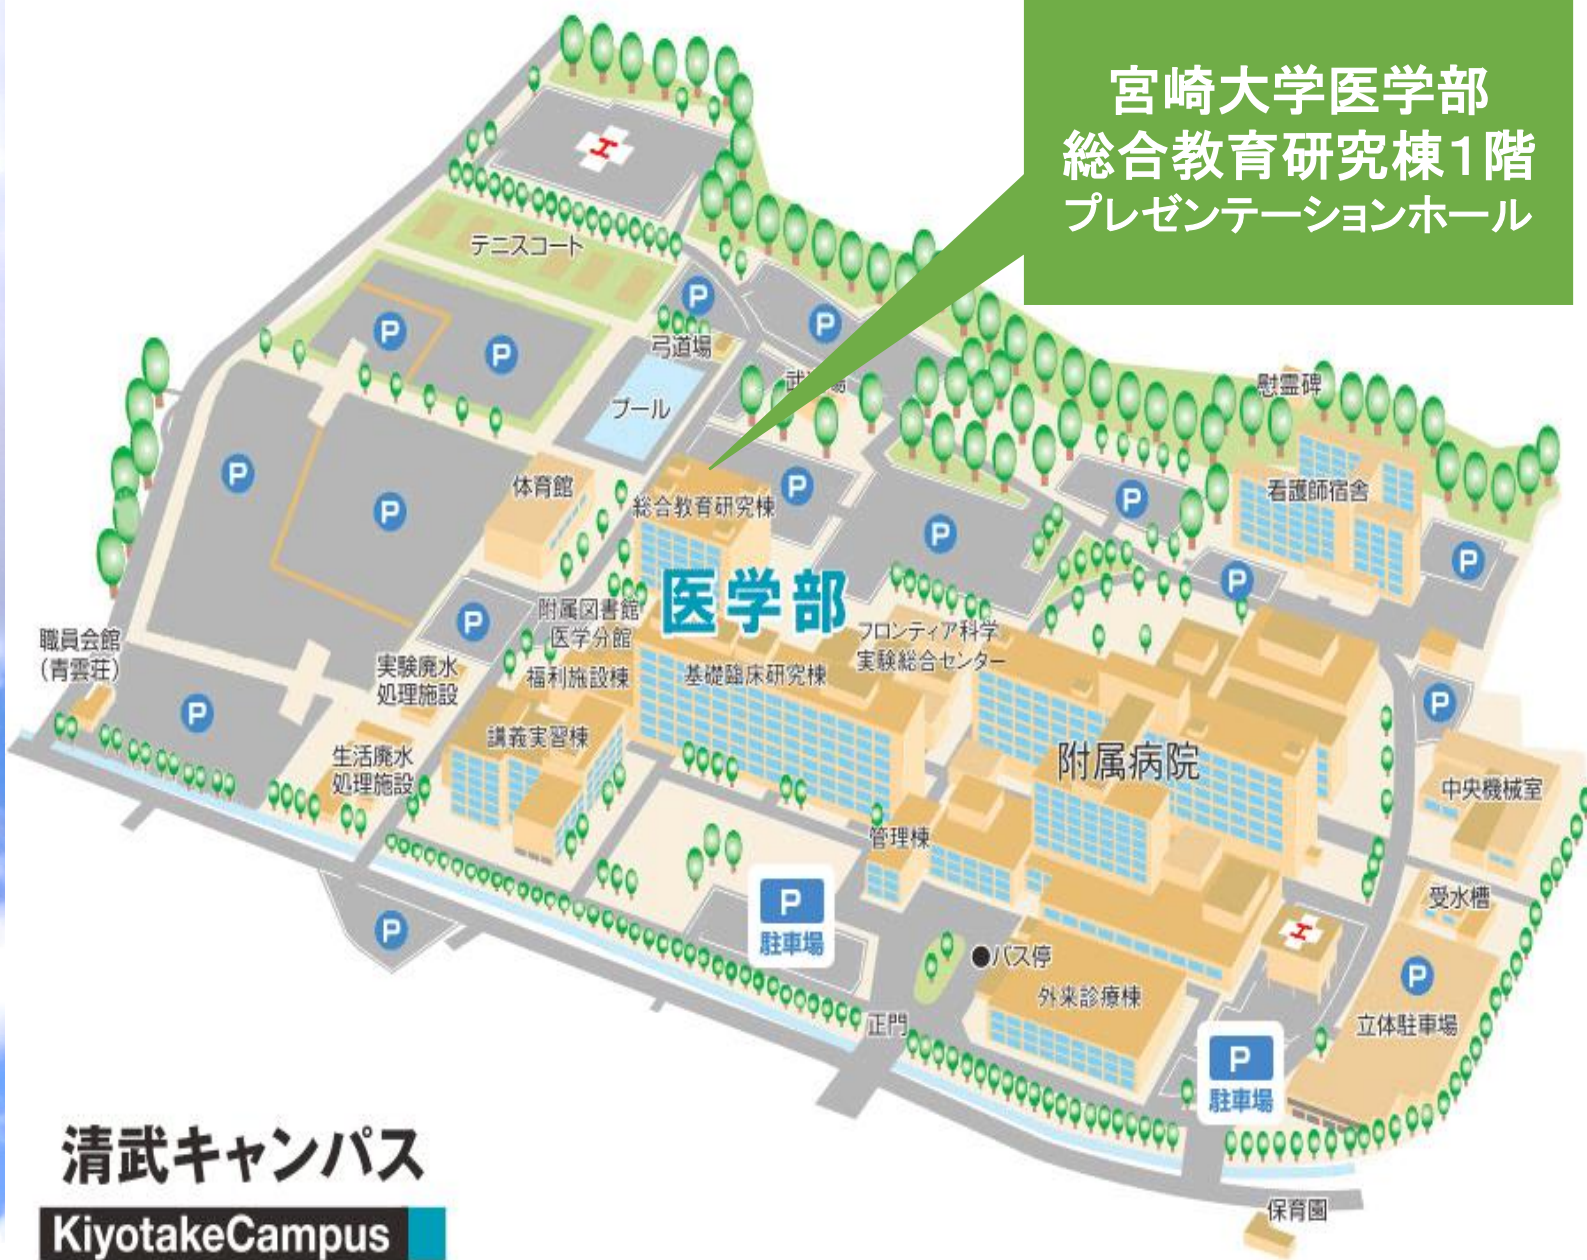 宮崎大学医学部
総合教育研究棟1階
プレゼンテーションホール
エ
テニスコート
P
P
P
P
弓道場
プール
慰霊碑
P
P
体育館
総合教育研究棟
P
P
P
看護師宿舎
P
P
P
医学部
附属図書館
医学分館
フロンティア科学
実験総合センター
職員会館
(青雲荘)
実験廃水
処理施設
福利施設棟
基礎臨床研究棟
P
P
講義実習棟
生活廃水
処理施設
附属病院
中央機械室
管理棟
P
駐車場
受水槽
エ
P
バス停
外来診療棟
P
立体駐車場
正門
P
駐車場
清武キャンパス
KiyotakeCampus
保育園